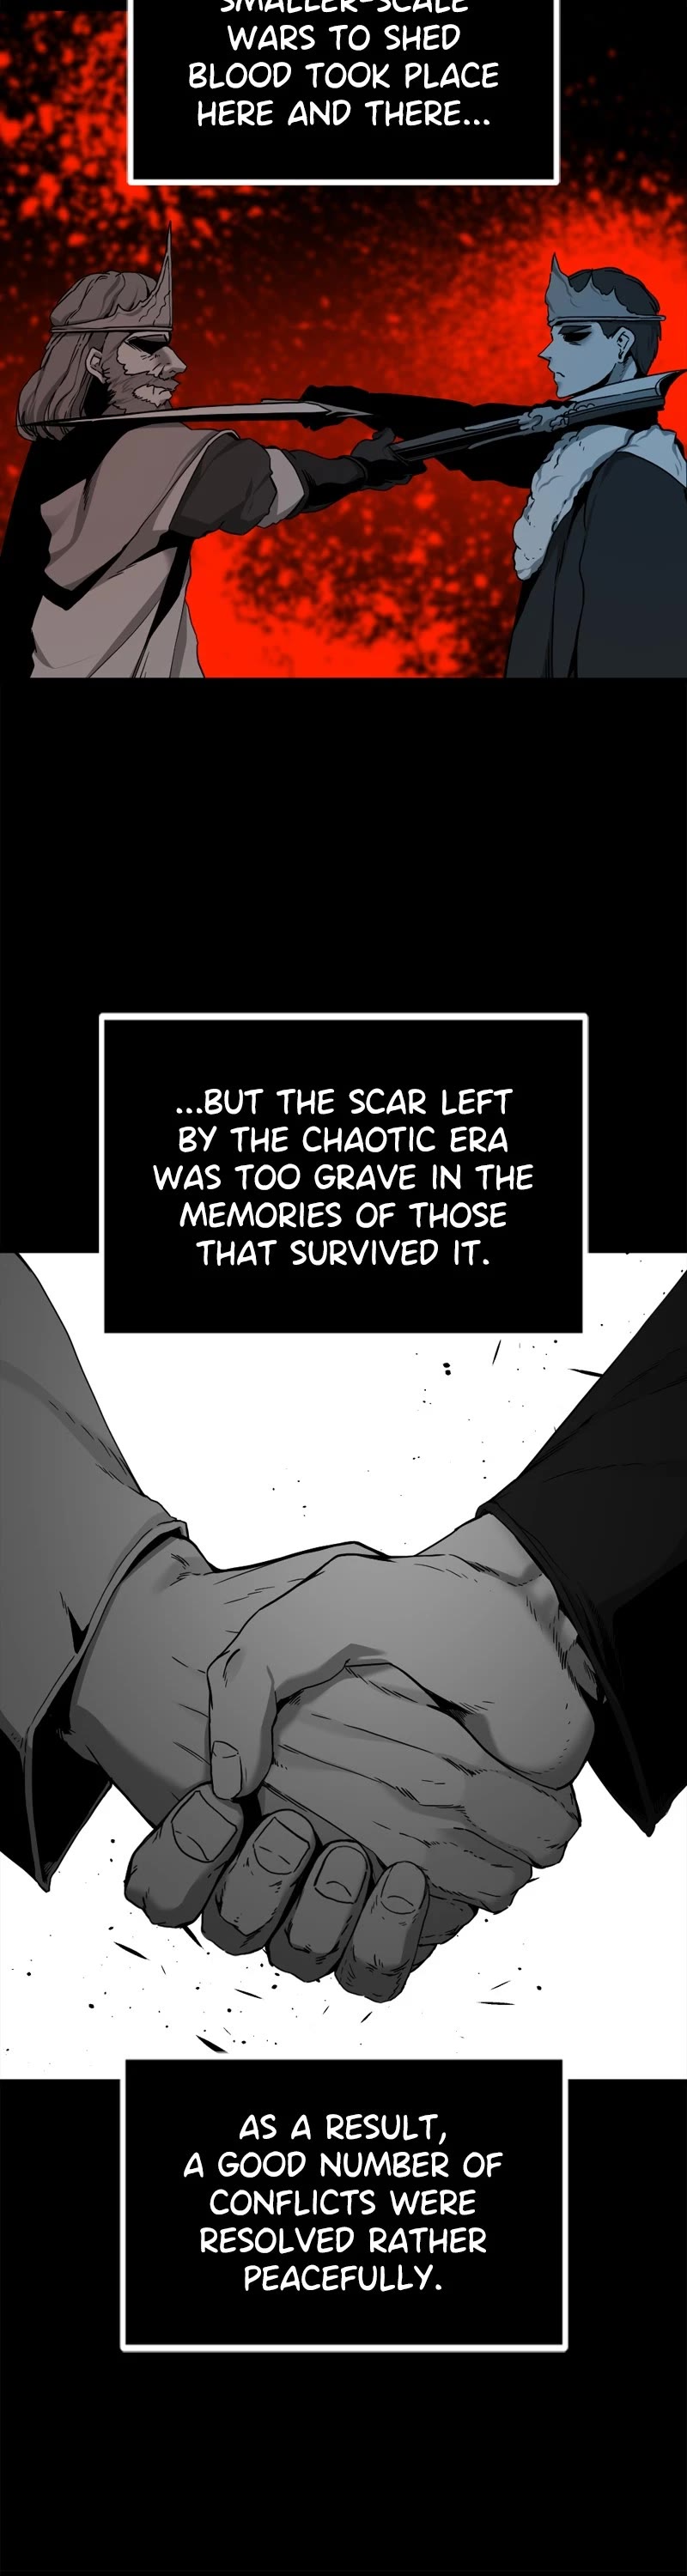 SMALLER-SCALE
WARS TO SHED
BLOOD TOOK PLACE
HERE AND THERE...
...BUT THE SCAR LEFT
BY THE CHAOTIC ERA
WAS TOO GRAVE IN THE
MEMORIES OF THOSE
THAT SURVIVED IT.
AS A RESULT,
A GOOD NUMBER OF
CONFLICTS WERE
RESOLVED RATHER
PEACEFULLY.